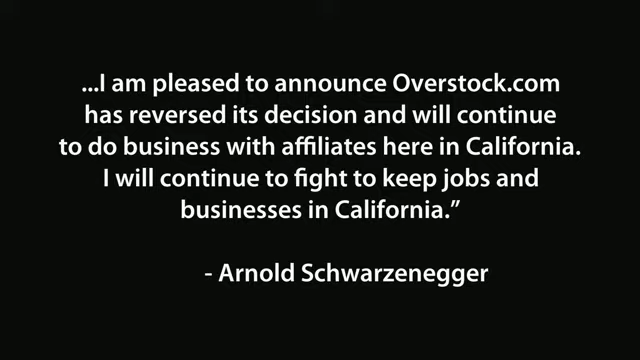 ...I am pleased to announce Overstock.com
has reversed its decision and will continue
to do business with affiliates here in California.
I will continue to fight to keep jobs and
businesses in California.”
- Arnold Schwarzenegger